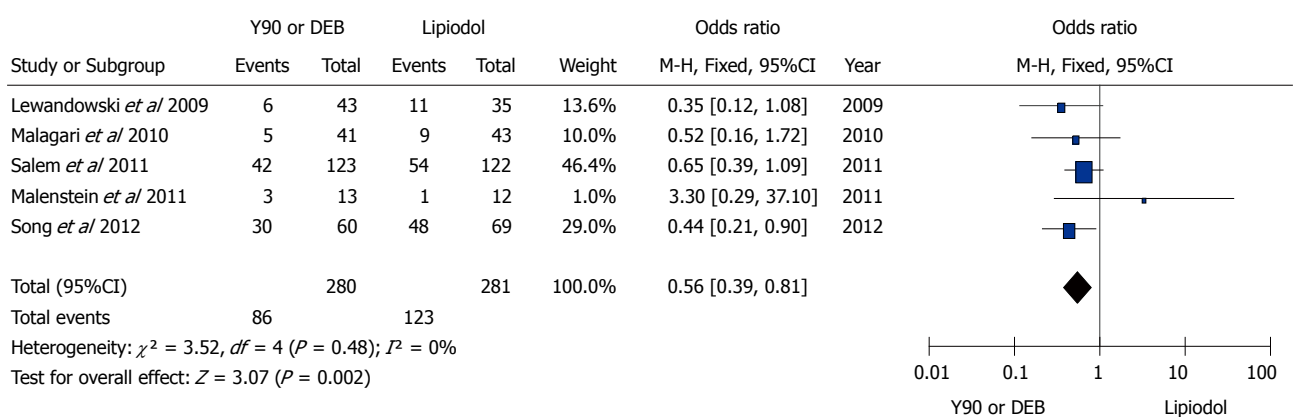 Y90 or DEB Lipiodol Odds ratio Odds ratio
Study or Subgroup Events Total Events Total Weight M-H, Fixed, 95%CI Year M-H, Fixed, 95%CI
Lewandowski et al 2009 6 43 11 35 13.6% 0.35 [0.12, 1.08] 2009
Malagari et al 2010 5 41 9 43 10.0% 0.52 [0.16, 1.72] 2010
Salem et al 2011 42 123 54 122 46.4% 0.65 [0.39, 1.09] 2011
Malenstein et al 2011 3 13 1 12 1.0% 3.30 [0.29, 37.10] 2011
Song et al 2012 30 60 48 69 29.0% 0.44 [0.21, 0.90] 2012
Total (95%CI) 280 281 100.0% 0.56 [0.39, 0.81]
Total events 86 123
Heterogeneity: χ² = 3.52, df = 4 (P = 0.48); I² = 0%
Test for overall effect: Z = 3.07 (P = 0.002)
0.01 0.1 1 10 100
Y90 or DEB Lipiodol